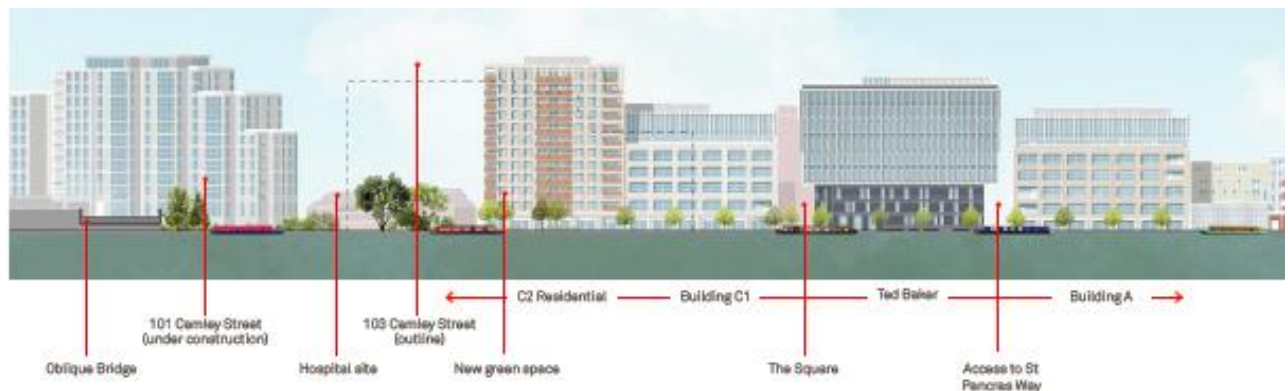 C2 Residential
Building C1
Ted Baker
Building A
101 Camley Street
(under construction)
103 Camley Street
(outline)
Oblique Bridge
Hospital site
New green space
The Square
Access to St
Pancras Way